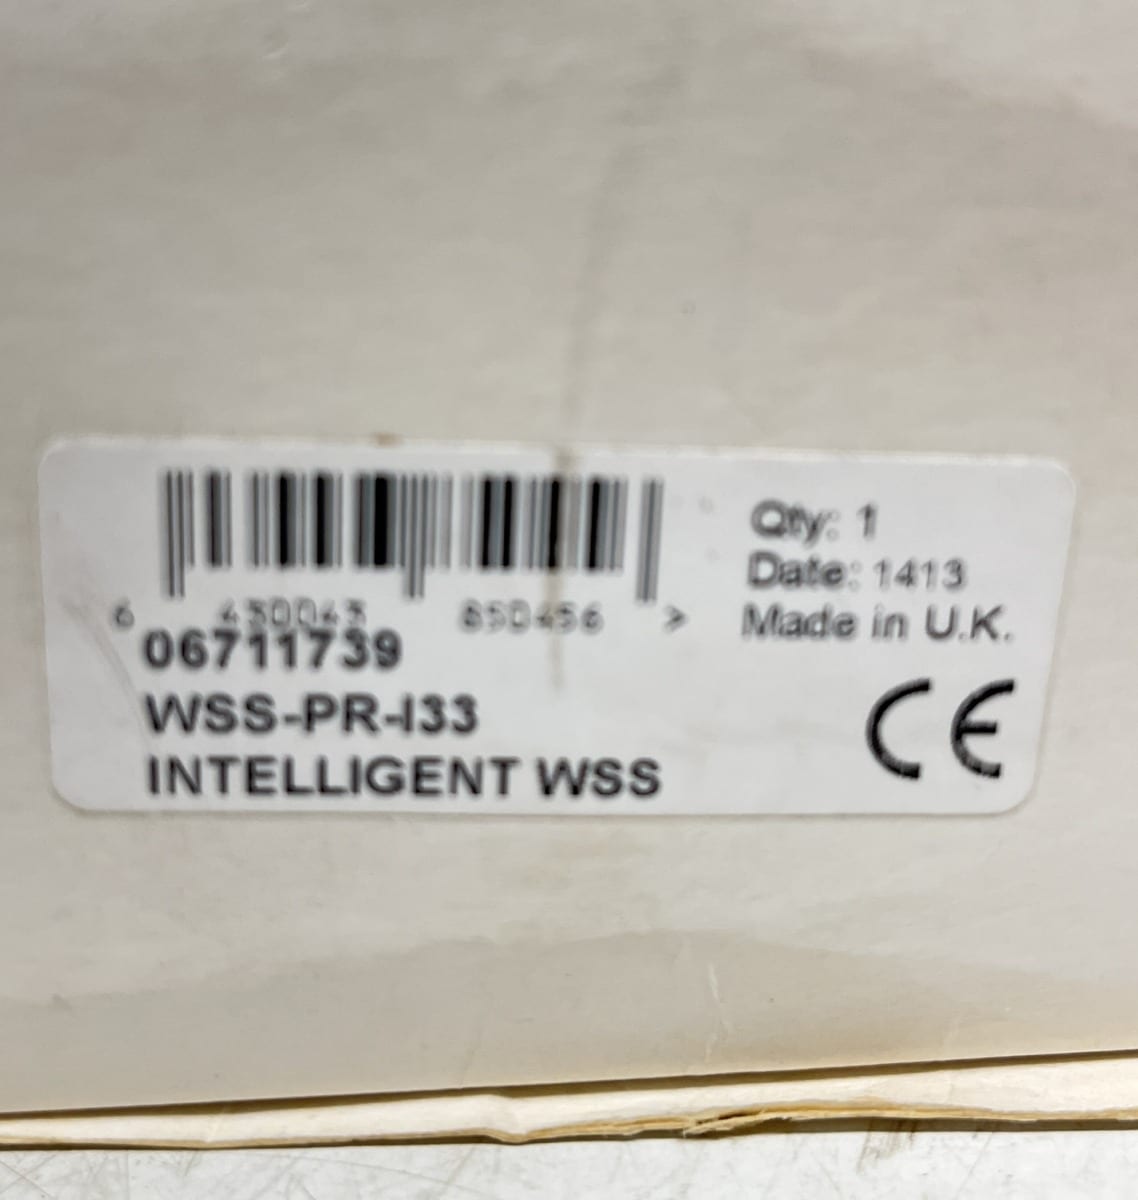 6 430043 850456 >
06711739
WSS-PR-I33
INTELLIGENT WSS
Qty: 1
Date: 1413
Made in U.K.
CE